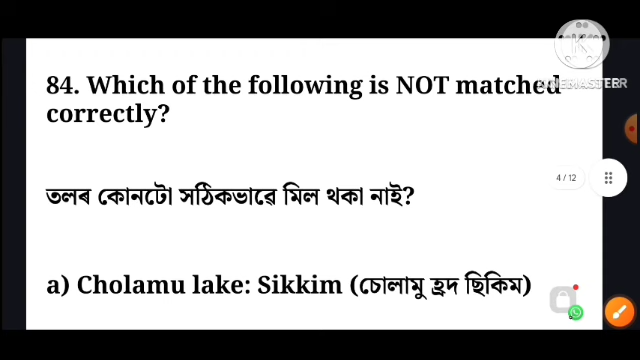 84. Which of the following is NOT matched
correctly?
তলৰ কোনটো সঠিকভাৱে মিল থকা নাই?
a) Cholamu lake: Sikkim (চোলামু হ্ৰদ ছিকিম)
KINEMASTER
4 / 12